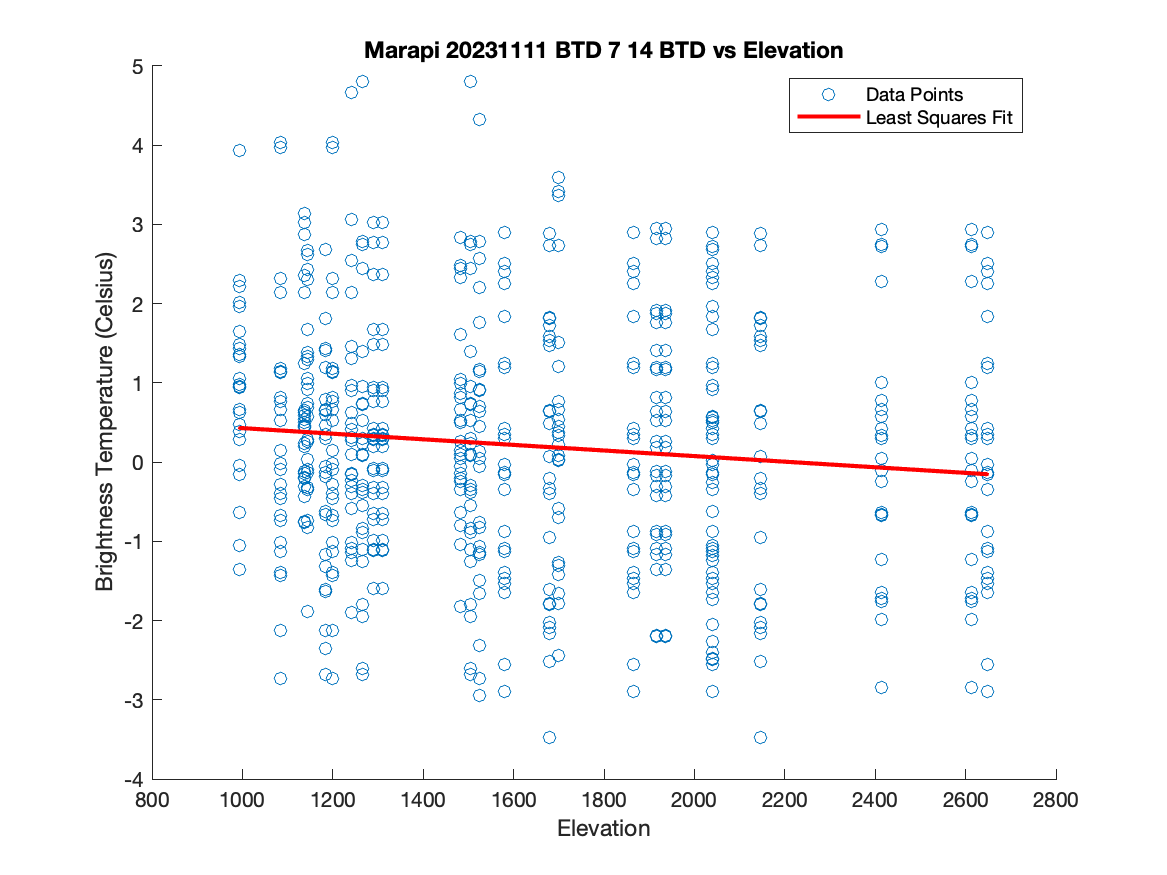 Marapi 20231111 BTD 7 14 BTD vs Elevation
Data Points
Least Squares Fit
5
4
3
2
1
0
-1
-2
-3
-4
Brightness Temperature (Celsius)
800 1000 1200 1400 1600 1800 2000 2200 2400 2600 2800
Elevation